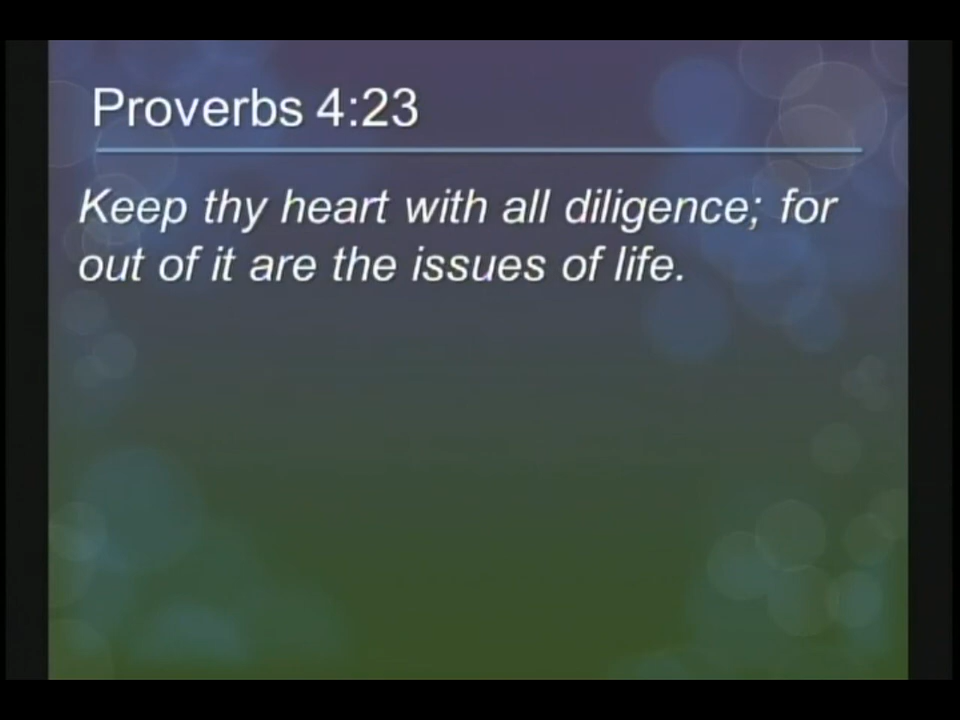 Proverbs 4:23
Keep thy heart with all diligence; for
out of it are the issues of life.